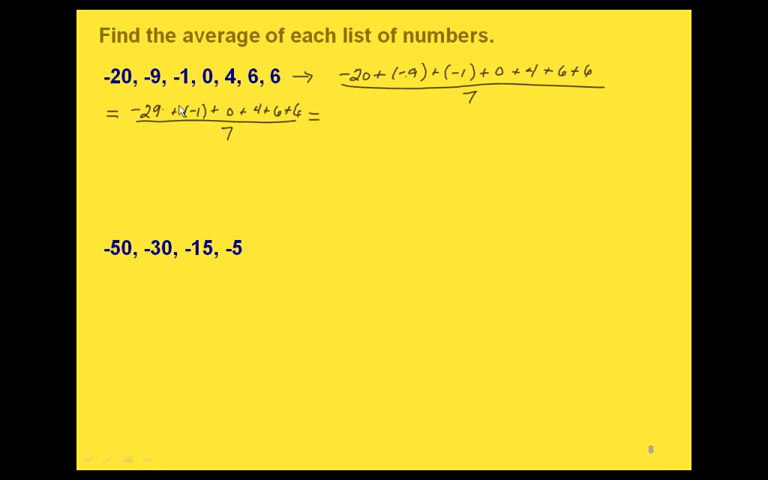 Find the average of each list of numbers.
-20, -9, -1, 0, 4, 6, 6 → -20 + (-9) + (-1) + 0 + 4 + 6 + 6
7
= -29 + (-1) + 0 + 4 + 6 + 6 =
7
-50, -30, -15, -5
8